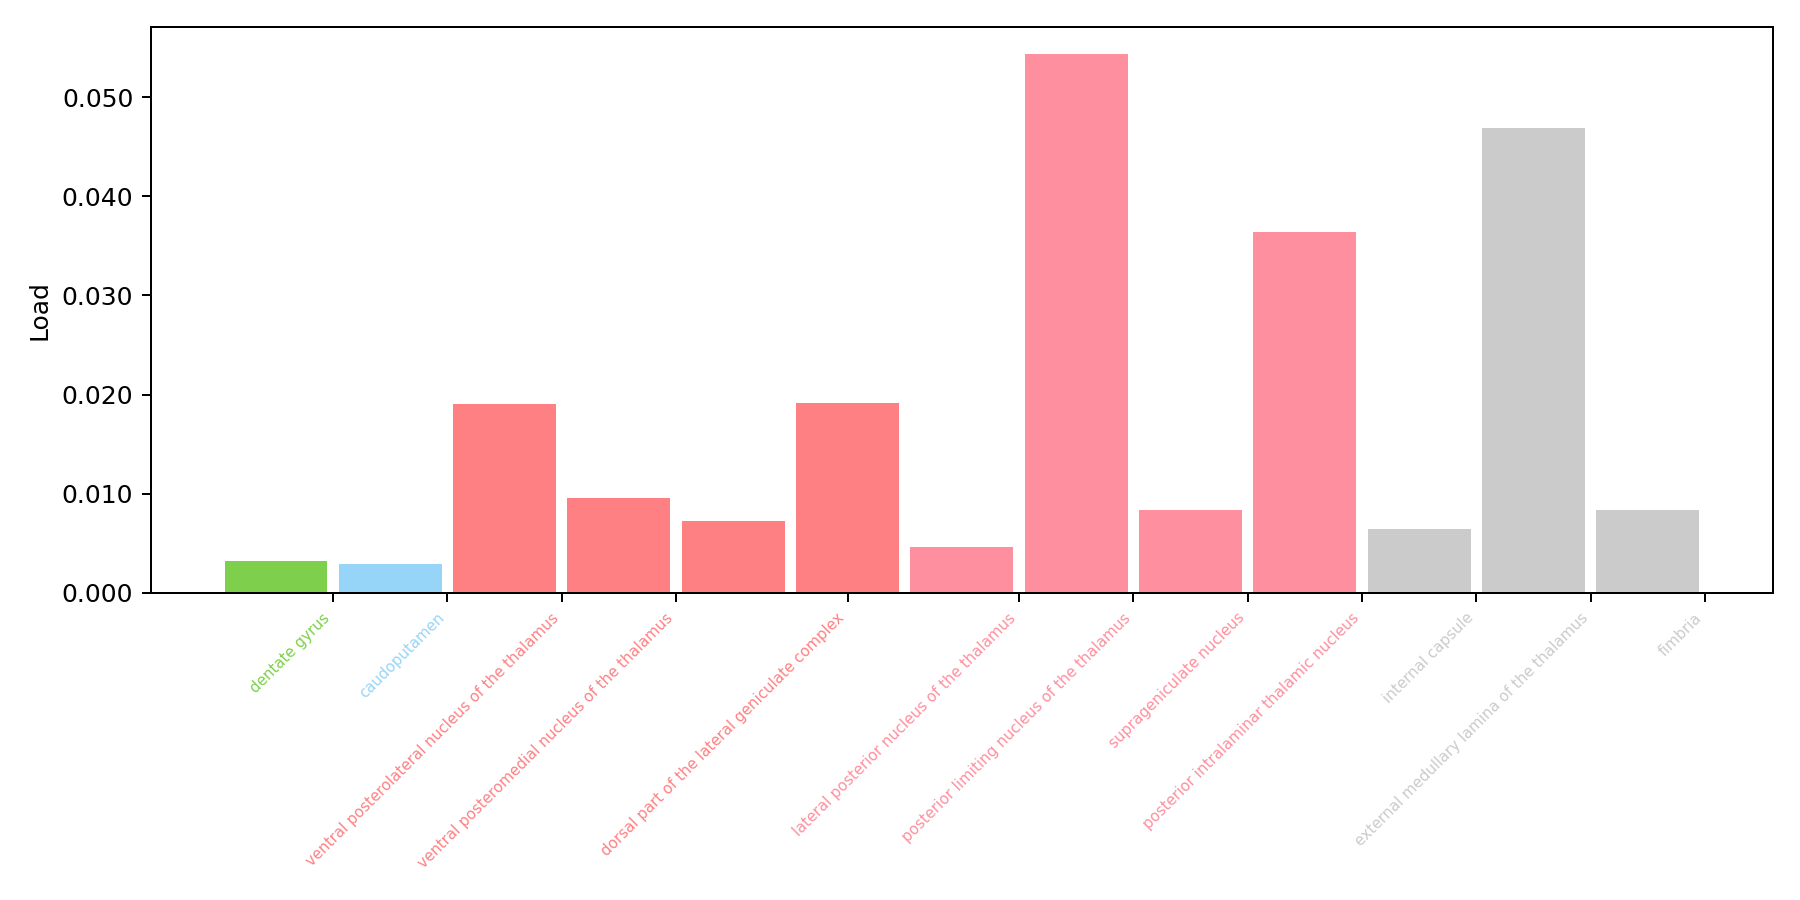 0.050
0.040
0.030
0.020
0.010
0.000
Load
dentate gyrus
caudoputamen
ventral posterolateral nucleus of the thalamus
ventral posteromedial nucleus of the thalamus
dorsal part of the lateral geniculate complex
lateral posterior nucleus of the thalamus
posterior limiting nucleus of the thalamus
suprageniculate nucleus
posterior intralaminar thalamic nucleus
internal capsule
external medullary lamina of the thalamus
fimbria